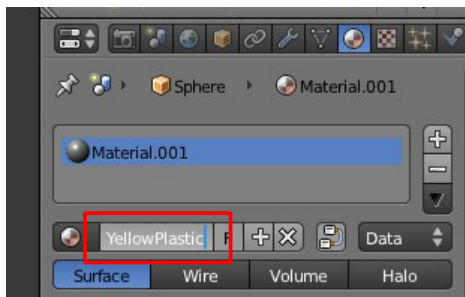 Sphere Material.001
Material.001
YellowPlastic F Data
Surface Wire Volume Halo